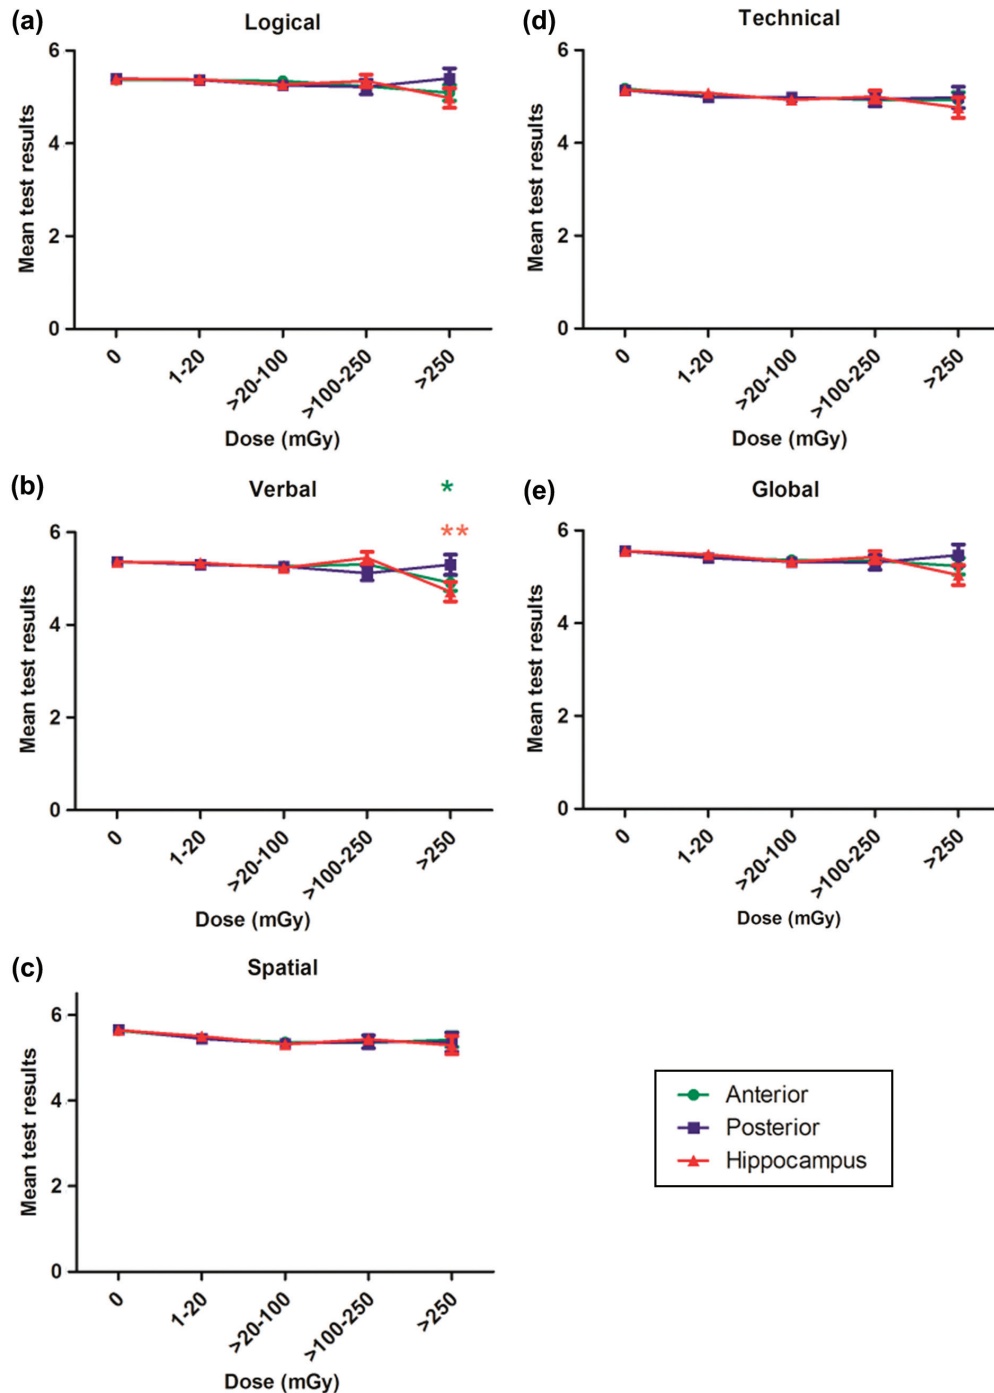 (a)
Logical
Mean test results
6
4
2
0
0
1-20
>20-100
>100-250
>250
Dose (mGy)
(b)
Verbal
*
**
Mean test results
6
4
2
0
0
1-20
>20-100
>100-250
>250
Dose (mGy)
(c)
Spatial
Mean test results
6
4
2
0
0
1-20
>20-100
>100-250
>250
Dose (mGy)
(d)
Technical
Mean test results
6
4
2
0
0
1-20
>20-100
>100-250
>250
Dose (mGy)
(e)
Global
Mean test results
6
4
2
0
0
1-20
>20-100
>100-250
>250
Dose (mGy)
Anterior
Posterior
Hippocampus